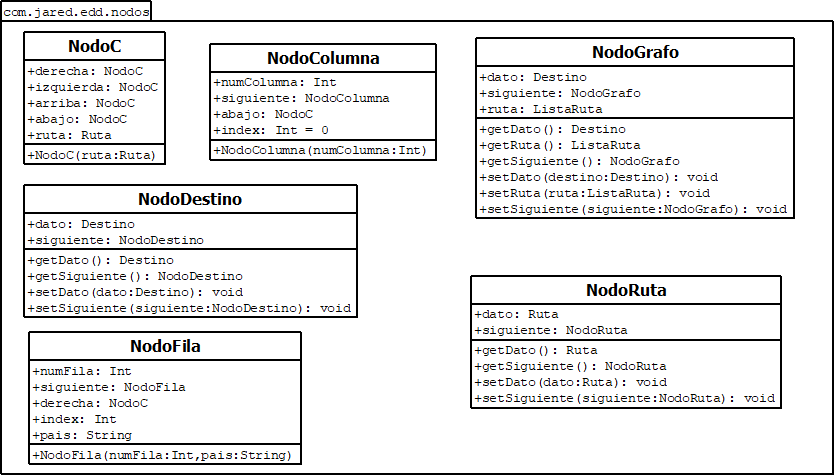 com.jared.edd.nodos
NodoC
+derecha: NodoC
+izquierda: NodoC
+arriba: NodoC
+abajo: NodoC
+ruta: Ruta
+NodoC(ruta:Ruta)
NodoColumna
+numColumna: Int
+siguiente: NodoColumna
+abajo: NodoC
+index: Int = 0
+NodoColumna(numColumna:Int)
NodoGrafo
+dato: Destino
+siguiente: NodoGrafo
+ruta: ListaRuta
+getDato(): Destino
+getRuta(): ListaRuta
+getSiguiente(): NodoGrafo
+setDato(destino:Destino): void
+setRuta(ruta:ListaRuta): void
+setSiguiente(siguiente:NodoGrafo): void
NodoDestino
+dato: Destino
+siguiente: NodoDestino
+getDato(): Destino
+getSiguiente(): NodoDestino
+setDato(dato:Destino): void
+setSiguiente(siguiente:NodoDestino): void
NodoRuta
+dato: Ruta
+siguiente: NodoRuta
+getDato(): Ruta
+getSiguiente(): NodoRuta
+setDato(dato:Ruta): void
+setSiguiente(siguiente:NodoRuta): void
NodoFila
+numFila: Int
+siguiente: NodoFila
+derecha: NodoC
+index: Int
+pais: String
+NodoFila(numFila:Int,pais:String)